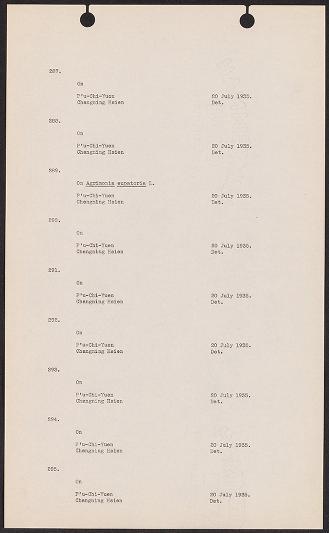 287.
On
P'u-Chi-Yuen 20 July 1935.
Changning Hsien Det.
288.
On
P'u-Chi-Yuen 20 July 1935.
Changning Hsien Det.
289.
On Agrimonia eupatoria L.
P'u-Chi-Yuen 20 July 1935.
Changning Hsien Det.
290.
On
P'u-Chi-Yuen 20 July 1935.
Changning Hsien Det.
291.
On
P'u-Chi-Yuen 20 July 1935.
Changning Hsien Det.
292.
On
P'u-Chi-Yuen 20 July 1935.
Changning Hsien Det.
293.
On
P'u-Chi-Yuen 20 July 1935.
Changning Hsien Det.
294.
On
P'u-Chi-Yuen 20 July 1935.
Changning Hsien Det.
295.
On
P'u-Chi-Yuen 20 July 1935.
Changning Hsien Det.